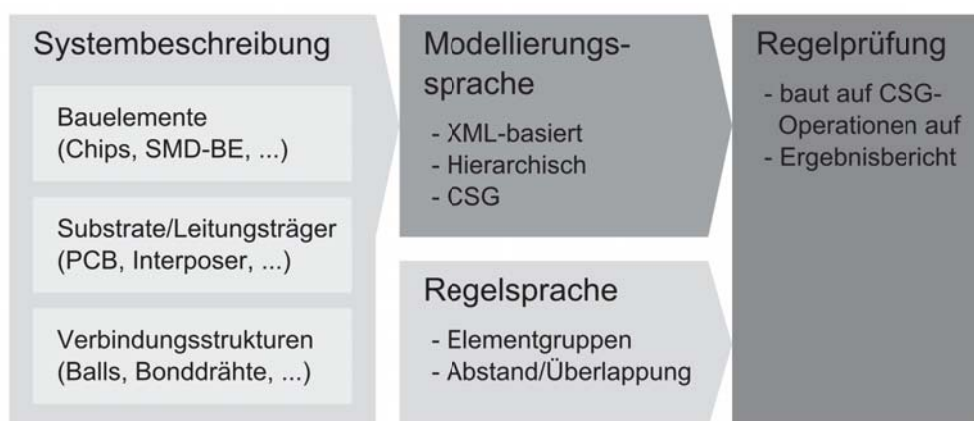 Systembeschreibung
Bauelemente
(Chips, SMD-BE, ...)
Substrate/Leitungsträger
(PCB, Interposer, ...)
Verbindungsstrukturen
(Balls, Bonddrähte, ...)
Modellierungs-
sprache
- XML-basiert
- Hierarchisch
- CSG
Regelsprache
- Elementgruppen
- Abstand/Überlappung
Regelprüfung
- baut auf CSG-
Operationen auf
- Ergebnisbericht